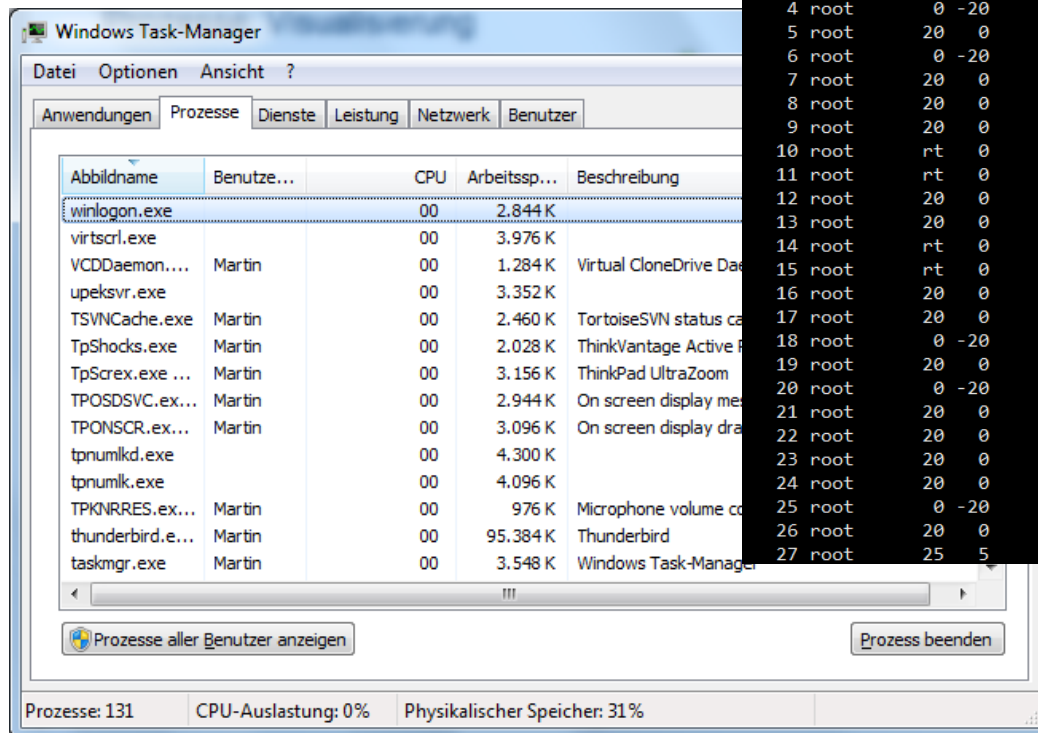 Prozesse: Visualisierung
Windows Task-Manager
Datei Optionen Ansicht ?
Anwendungen Prozesse Dienste Leistung Netzwerk Benutzer
Abbildname Benutze... CPU Arbeitssp... Beschreibung
winlogon.exe 00 2.844 K
virtscrl.exe 00 3.976 K
VCDDaemon.... Martin 00 1.284 K Virtual CloneDrive Dae
upeksvr.exe 00 3.352 K
TSVNCache.exe Martin 00 2.460 K TortoiseSVN status ca
TpShocks.exe Martin 00 2.028 K ThinkVantage Active P
TpScrex.exe ... Martin 00 3.156 K ThinkPad UltraZoom
TPOSDSVC.ex... Martin 00 2.944 K On screen display mes
TPONSCR.ex... Martin 00 3.096 K On screen display dra
tpnumlkd.exe 00 4.300 K
tpnumlk.exe 00 4.096 K
TPKNRRES.ex... Martin 00 976 K Microphone volume co
thunderbird.e... Martin 00 95.384 K Thunderbird
taskmgr.exe Martin 00 3.548 K Windows Task-Manager
Prozesse aller Benutzer anzeigen Prozess beenden
Prozesse: 131 CPU-Auslastung: 0% Physikalischer Speicher: 31%
4 root 0 -20
5 root 20 0
6 root 0 -20
7 root 20 0
8 root 20 0
9 root 20 0
10 root rt 0
11 root rt 0
12 root 20 0
13 root 20 0
14 root rt 0
15 root rt 0
16 root 20 0
17 root 20 0
18 root 0 -20
19 root 20 0
20 root 0 -20
21 root 20 0
22 root 20 0
23 root 20 0
24 root 20 0
25 root 0 -20
26 root 20 0
27 root 25 5